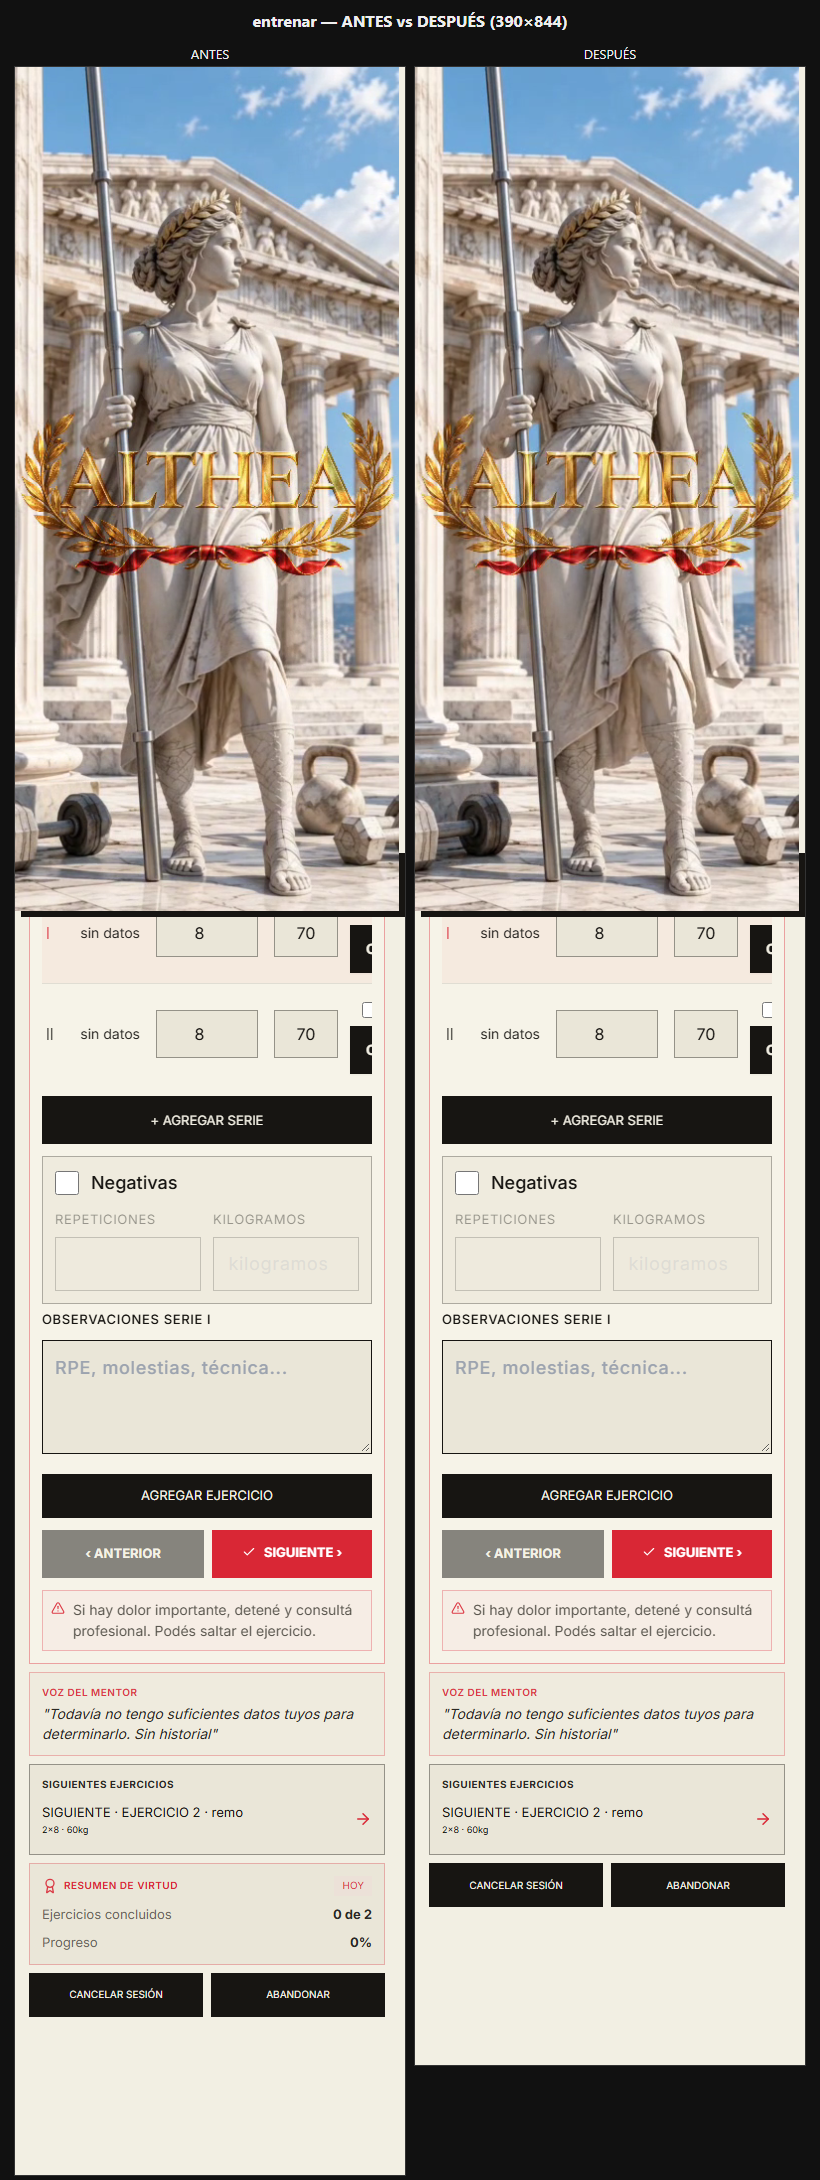 entrenar — ANTES vs DESPUÉS (390×844)
ANTES
ALTHEA
I sin datos 8 70
II sin datos 8 70
+ AGREGAR SERIE
Negativas
REPETICIONES KILOGRAMOS
kilogramos
OBSERVACIONES SERIE I
RPE, molestias, técnica...
AGREGAR EJERCICIO
‹ ANTERIOR SIGUIENTE ›
Si hay dolor importante, detené y consultá
profesional. Podés saltar el ejercicio.
VOZ DEL MENTOR
"Todavía no tengo suficientes datos tuyos para
determinarlo. Sin historial"
SIGUIENTES EJERCICIOS
SIGUIENTE · EJERCICIO 2 · remo
2×8 · 60kg
RESUMEN DE VIRTUD HOY
Ejercicios concluidos 0 de 2
Progreso 0%
CANCELAR SESIÓN ABANDONAR
DESPUÉS
ALTHEA
I sin datos 8 70
II sin datos 8 70
+ AGREGAR SERIE
Negativas
REPETICIONES KILOGRAMOS
kilogramos
OBSERVACIONES SERIE I
RPE, molestias, técnica...
AGREGAR EJERCICIO
‹ ANTERIOR SIGUIENTE ›
Si hay dolor importante, detené y consultá
profesional. Podés saltar el ejercicio.
VOZ DEL MENTOR
"Todavía no tengo suficientes datos tuyos para
determinarlo. Sin historial"
SIGUIENTES EJERCICIOS
SIGUIENTE · EJERCICIO 2 · remo
2×8 · 60kg
CANCELAR SESIÓN ABANDONAR